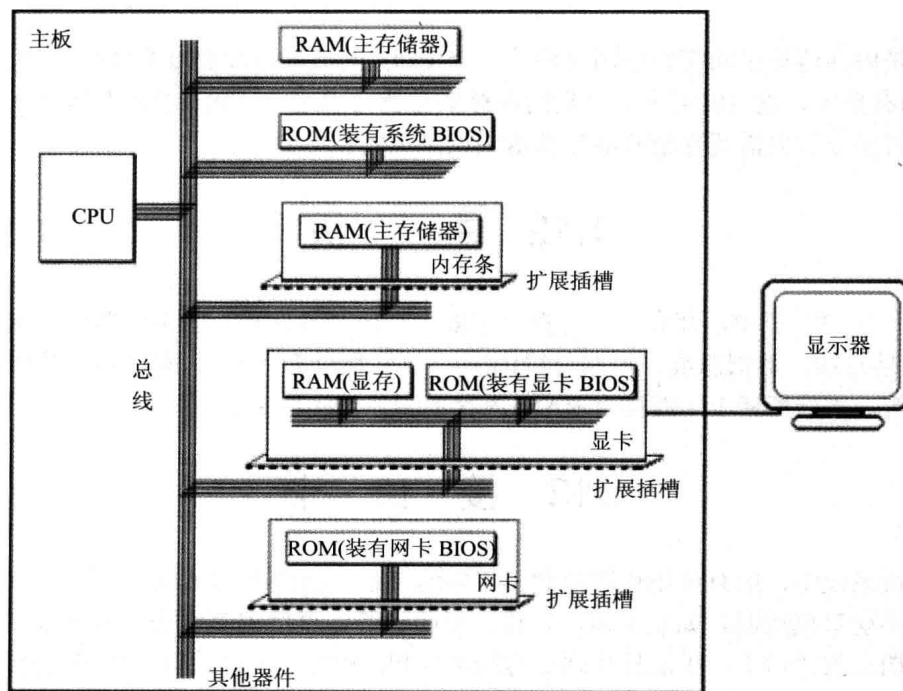 主板
RAM(主存储器)
ROM(装有系统 BIOS)
CPU
RAM(主存储器)
内存条
扩展插槽
显示器
总
线
RAM(显存)
ROM(装有显卡 BIOS)
显卡
扩展插槽
ROM(装有网卡 BIOS)
网卡
扩展插槽
其他器件